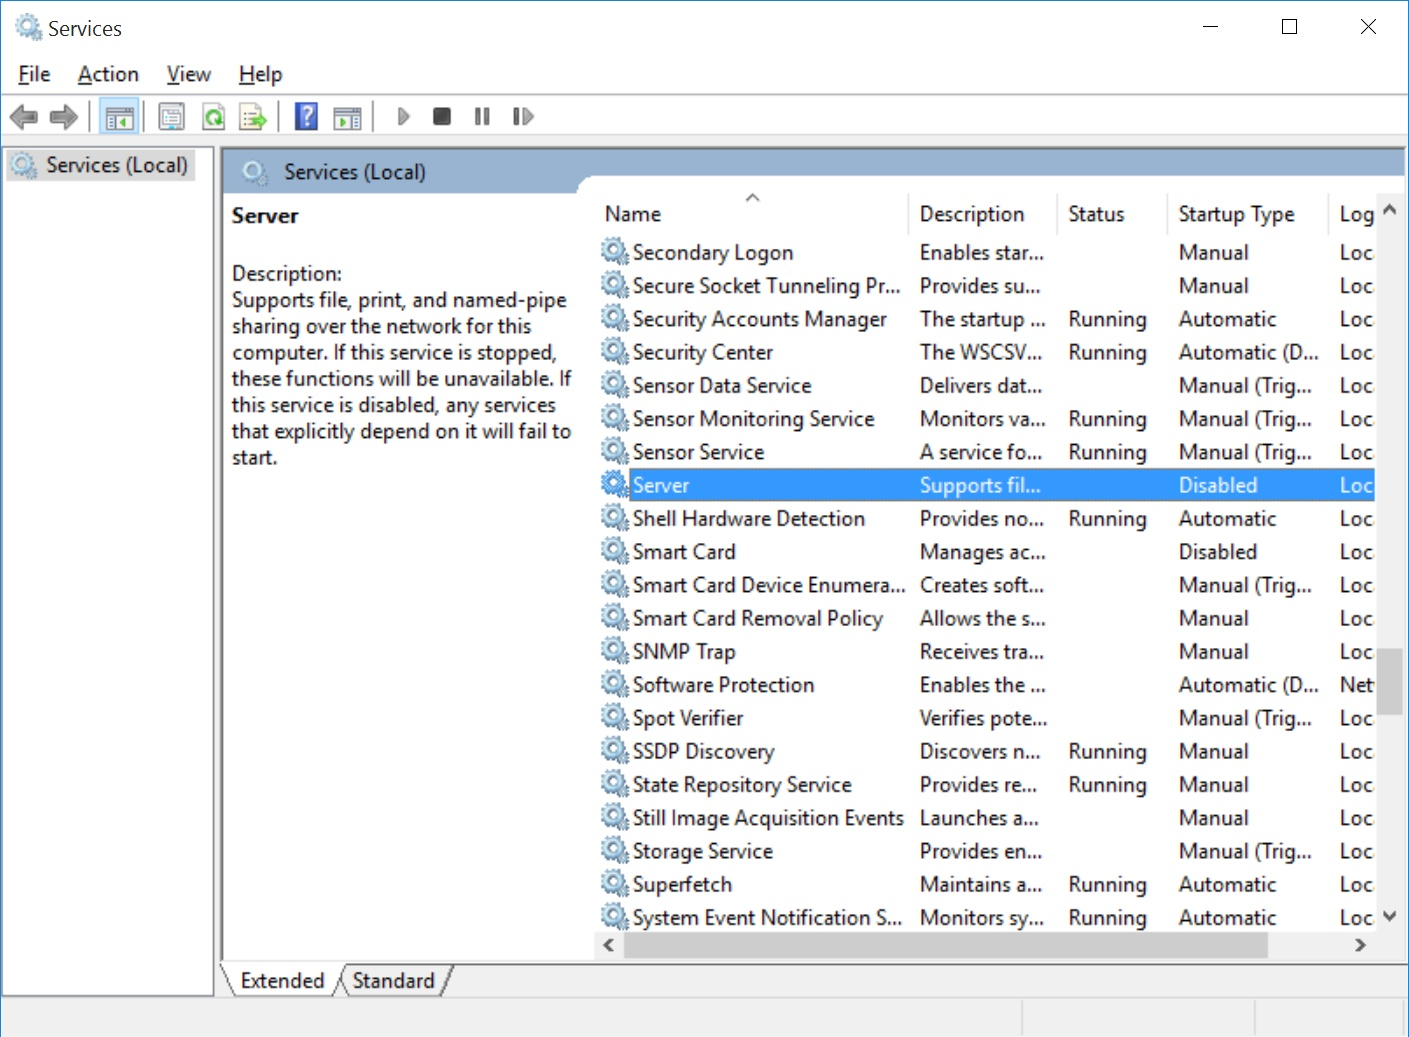 Services
File Action View Help
Services (Local)
Services (Local)
Server
Description:
Supports file, print, and named-pipe
sharing over the network for this
computer. If this service is stopped,
these functions will be unavailable. If
this service is disabled, any services
that explicitly depend on it will fail to
start.
Name Description Status Startup Type Log
Secondary Logon Enables star... Manual Loc
Secure Socket Tunneling Pr... Provides su... Manual Loc
Security Accounts Manager The startup ... Running Automatic Loc
Security Center The WSCSV... Running Automatic (D... Loc
Sensor Data Service Delivers dat... Manual (Trig... Loc
Sensor Monitoring Service Monitors va... Running Manual (Trig... Loc
Sensor Service A service fo... Running Manual (Trig... Loc
Server Supports fil... Disabled Loc
Shell Hardware Detection Provides no... Running Automatic Loc
Smart Card Manages ac... Disabled Loc
Smart Card Device Enumera... Creates soft... Manual (Trig... Loc
Smart Card Removal Policy Allows the s... Manual Loc
SNMP Trap Receives tra... Manual Loc
Software Protection Enables the ... Automatic (D... Net
Spot Verifier Verifies pote... Manual (Trig... Loc
SSDP Discovery Discovers n... Running Manual Loc
State Repository Service Provides re... Running Manual Loc
Still Image Acquisition Events Launches a... Manual Loc
Storage Service Provides en... Manual (Trig... Loc
Superfetch Maintains a... Running Automatic Loc
System Event Notification S... Monitors sy... Running Automatic Loc
Extended Standard